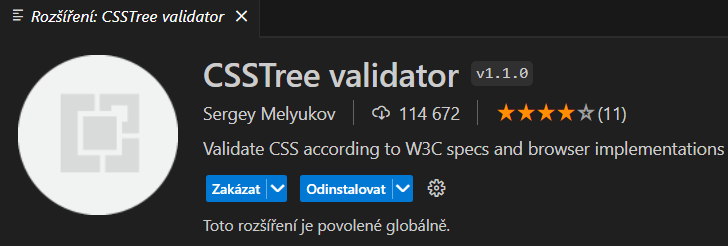 Rozšíření: CSSTree validator
CSSTree validator v1.1.0
Sergey Melyukov 114 672 (11)
Validate CSS according to W3C specs and browser implementations
Zakázat Odinstalovat
Toto rozšíření je povolené globálně.